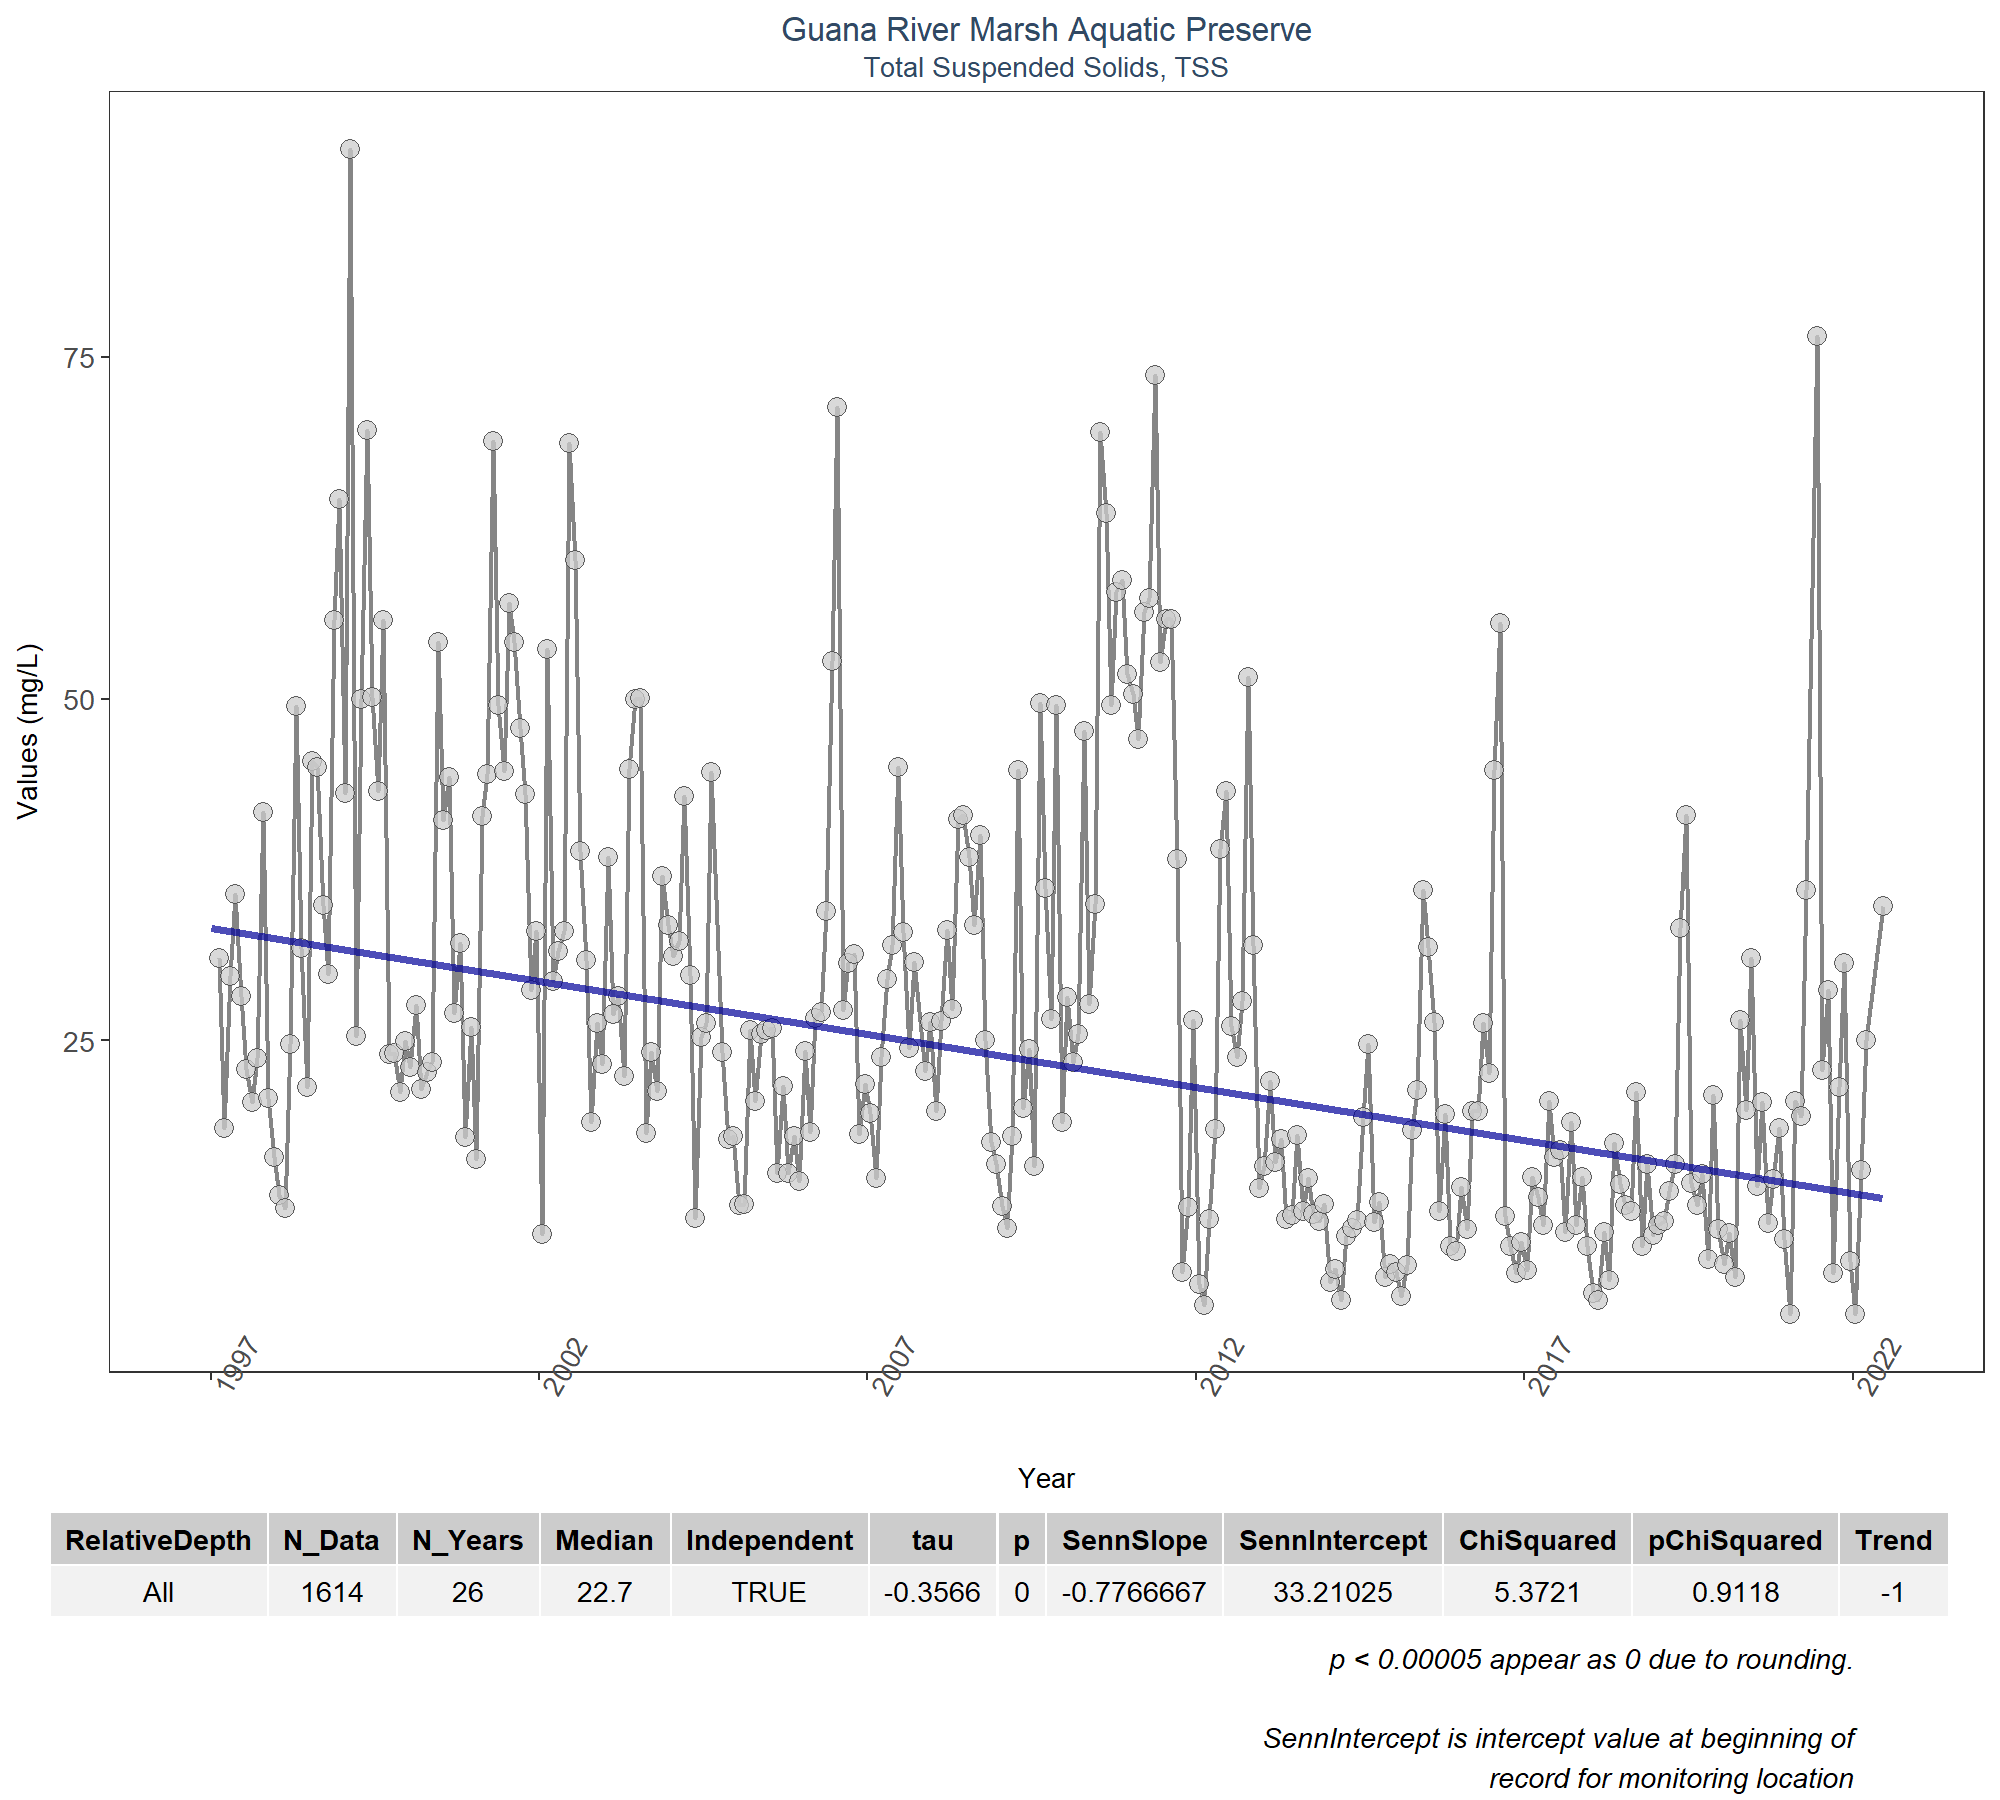 Guana River Marsh Aquatic Preserve
Total Suspended Solids, TSS
Values (mg/L)
75
50
25
1997 2002 2007 2012 2017 2022
Year
RelativeDepth N_Data N_Years Median Independent tau p SennSlope SennIntercept ChiSquared pChiSquared Trend
All 1614 26 22.7 TRUE -0.3566 0 -0.7766667 33.21025 5.3721 0.9118 -1
p < 0.00005 appear as 0 due to rounding.
SennIntercept is intercept value at beginning of
record for monitoring location